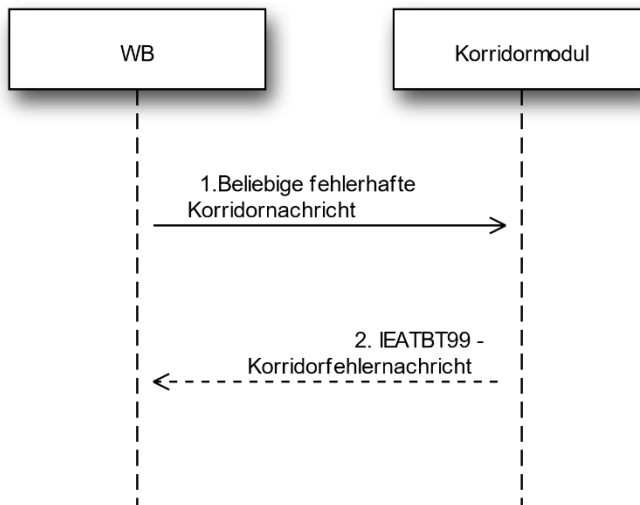 WB
Korridormodul
1.Beliebige fehlerhafte
Korridornachricht
2. IEATBT99 -
Korridorfehlernachricht